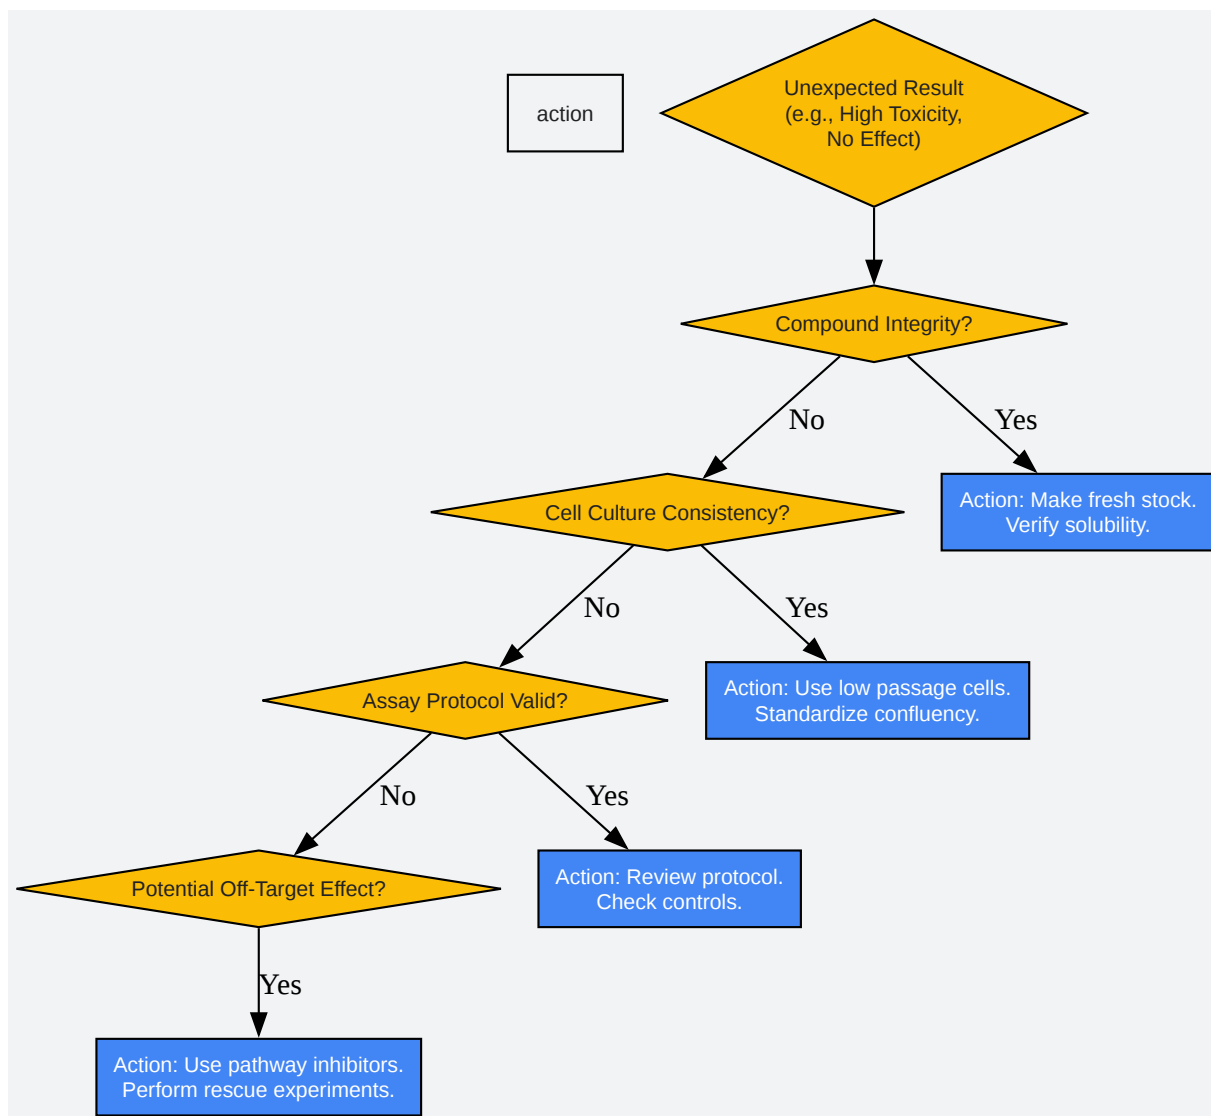 action
Unexpected Result
(e.g., High Toxicity,
No Effect)
Compound Integrity?
No
Yes
Action: Make fresh stock.
Verify solubility.
Cell Culture Consistency?
No
Yes
Action: Use low passage cells.
Standardize confluency.
Assay Protocol Valid?
No
Yes
Action: Review protocol.
Check controls.
Potential Off-Target Effect?
Yes
Action: Use pathway inhibitors.
Perform rescue experiments.